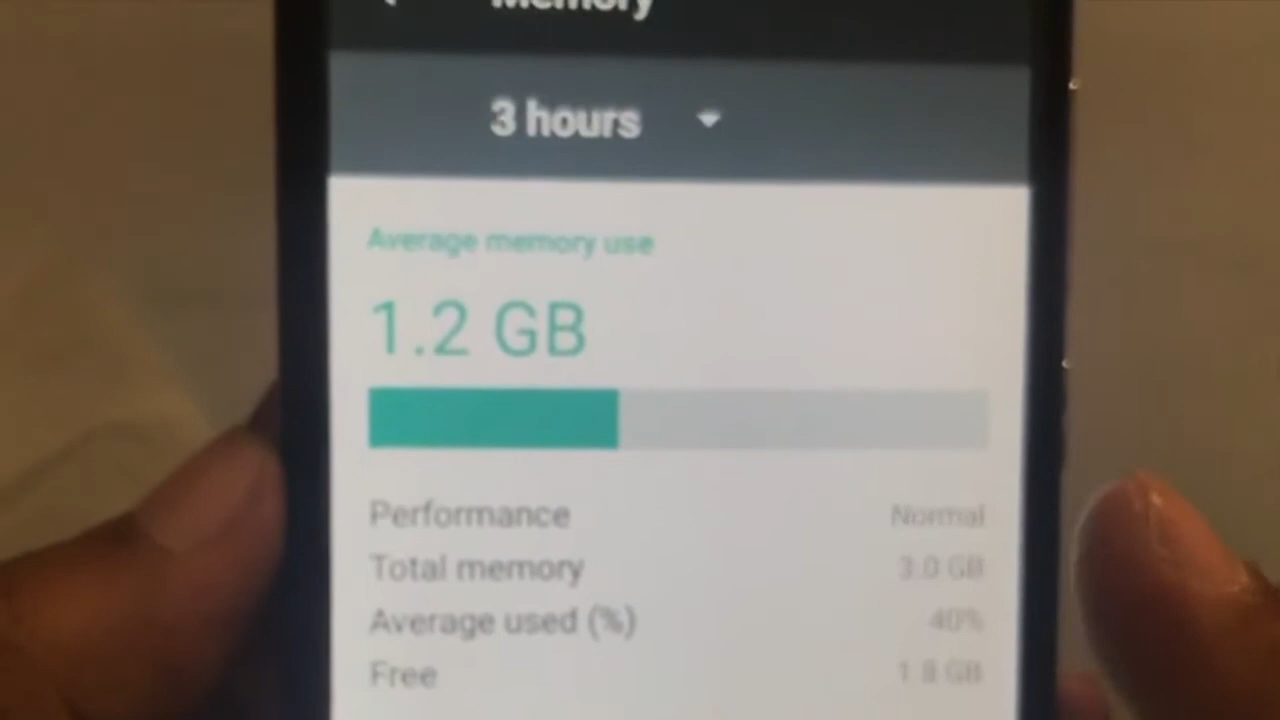 Memory
3 hours
Average memory use
1.2 GB
Performance Normal
Total memory 3.0 GB
Average used (%) 40%
Free 1.8 GB